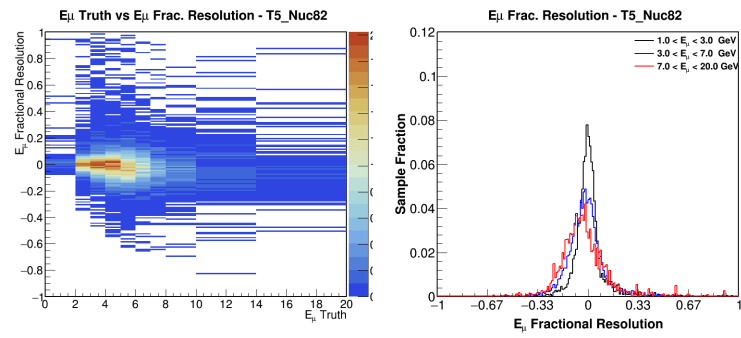 Eμ Truth vs Eμ Frac. Resolution - T5_Nuc82
Eμ Fractional Resolution
1
0.8
0.6
0.4
0.2
0
−0.2
−0.4
−0.6
−0.8
−1
0 2 4 6 8 10 12 14 16 18 20
Eμ Truth
Eμ Frac. Resolution - T5_Nuc82
1.0 < Eμ < 3.0 GeV
3.0 < Eμ < 7.0 GeV
7.0 < Eμ < 20.0 GeV
Sample Fraction
0.12
0.1
0.08
0.06
0.04
0.02
0
−1 −0.67 −0.33 0 0.33 0.67 1
Eμ Fractional Resolution